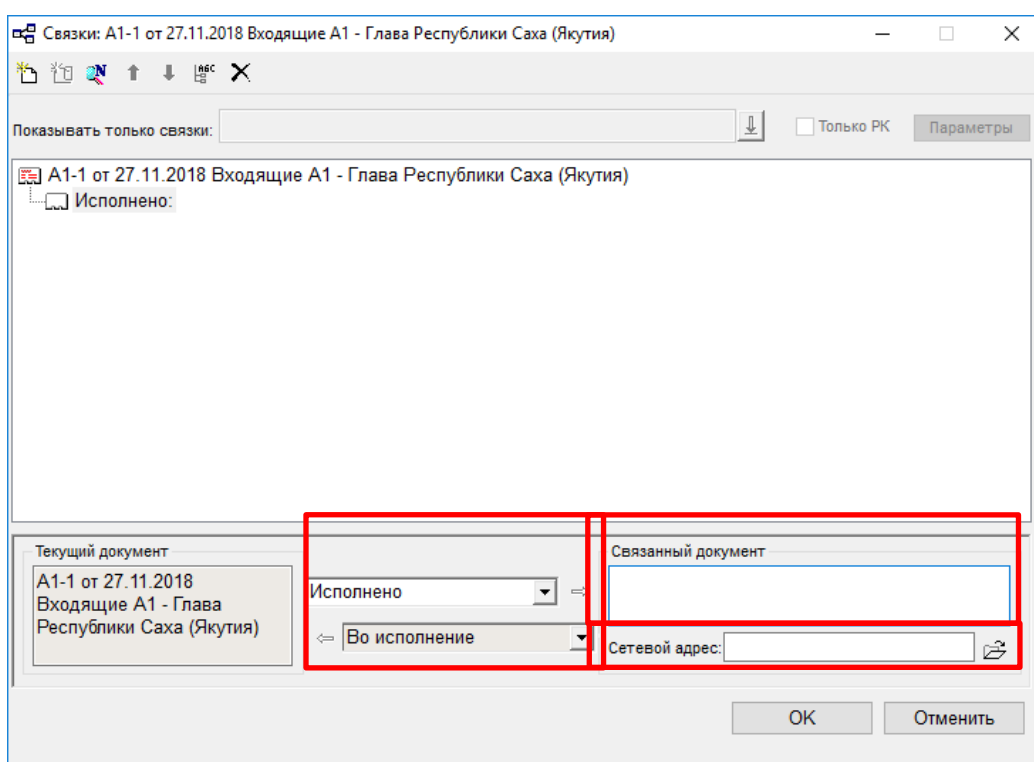 Связки: А1-1 от 27.11.2018 Входящие А1 - Глава Республики Саха (Якутия)
ABC
Показывать только связки:
Только РК
Параметры
А1-1 от 27.11.2018 Входящие А1 - Глава Республики Саха (Якутия)
Исполнено:
Текущий документ
А1-1 от 27.11.2018
Входящие А1 - Глава
Республики Саха (Якутия)
Исполнено
Во исполнение
Связанный документ
Сетевой адрес:
OK
Отменить